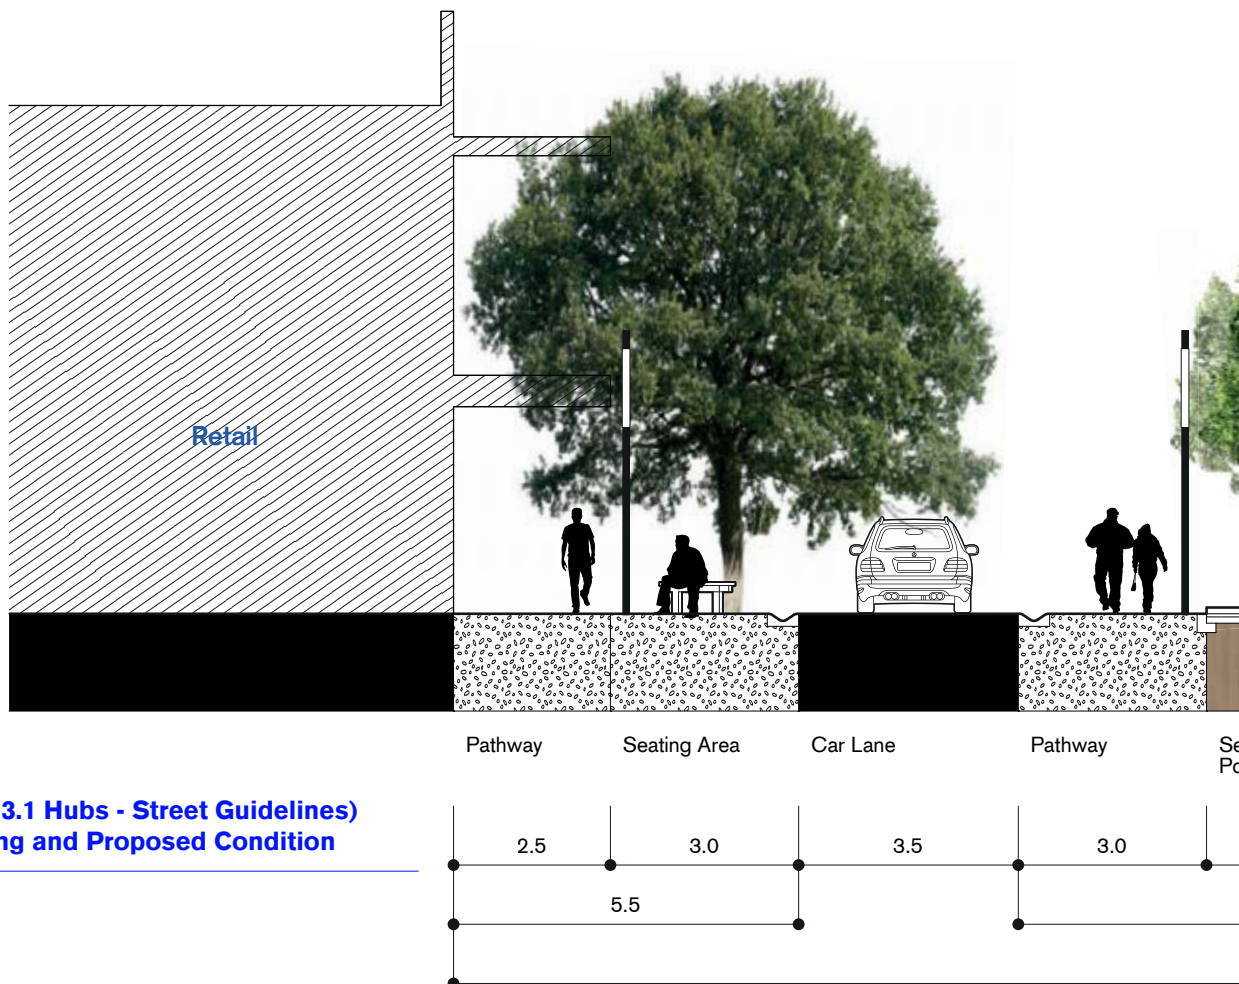 Retail
Pathway
Seating Area
Car Lane
Pathway
3.1 Hubs - Street Guidelines)
and Proposed Condition
2.5
3.0
3.5
3.0
5.5